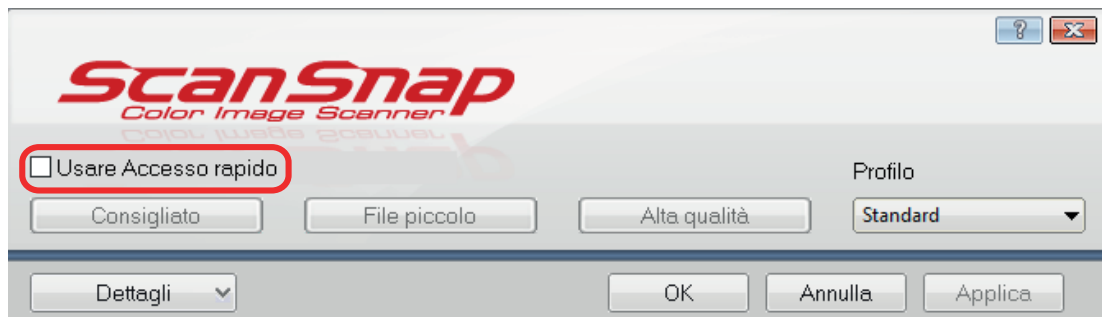 ScanSnap
Color Image Scanner
Usare Accesso rapido
Profilo
Consigliato File piccolo Alta qualità Standard
Dettagli OK Annulla Applica